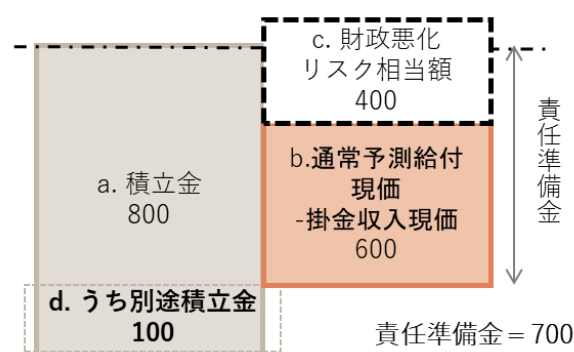 a. 積立金
800
d. うち別途積立金
100
c. 財政悪化
リスク相当額
400
b.通常予測給付
現価
-掛金収入現価
600
責任準備金
責任準備金＝700